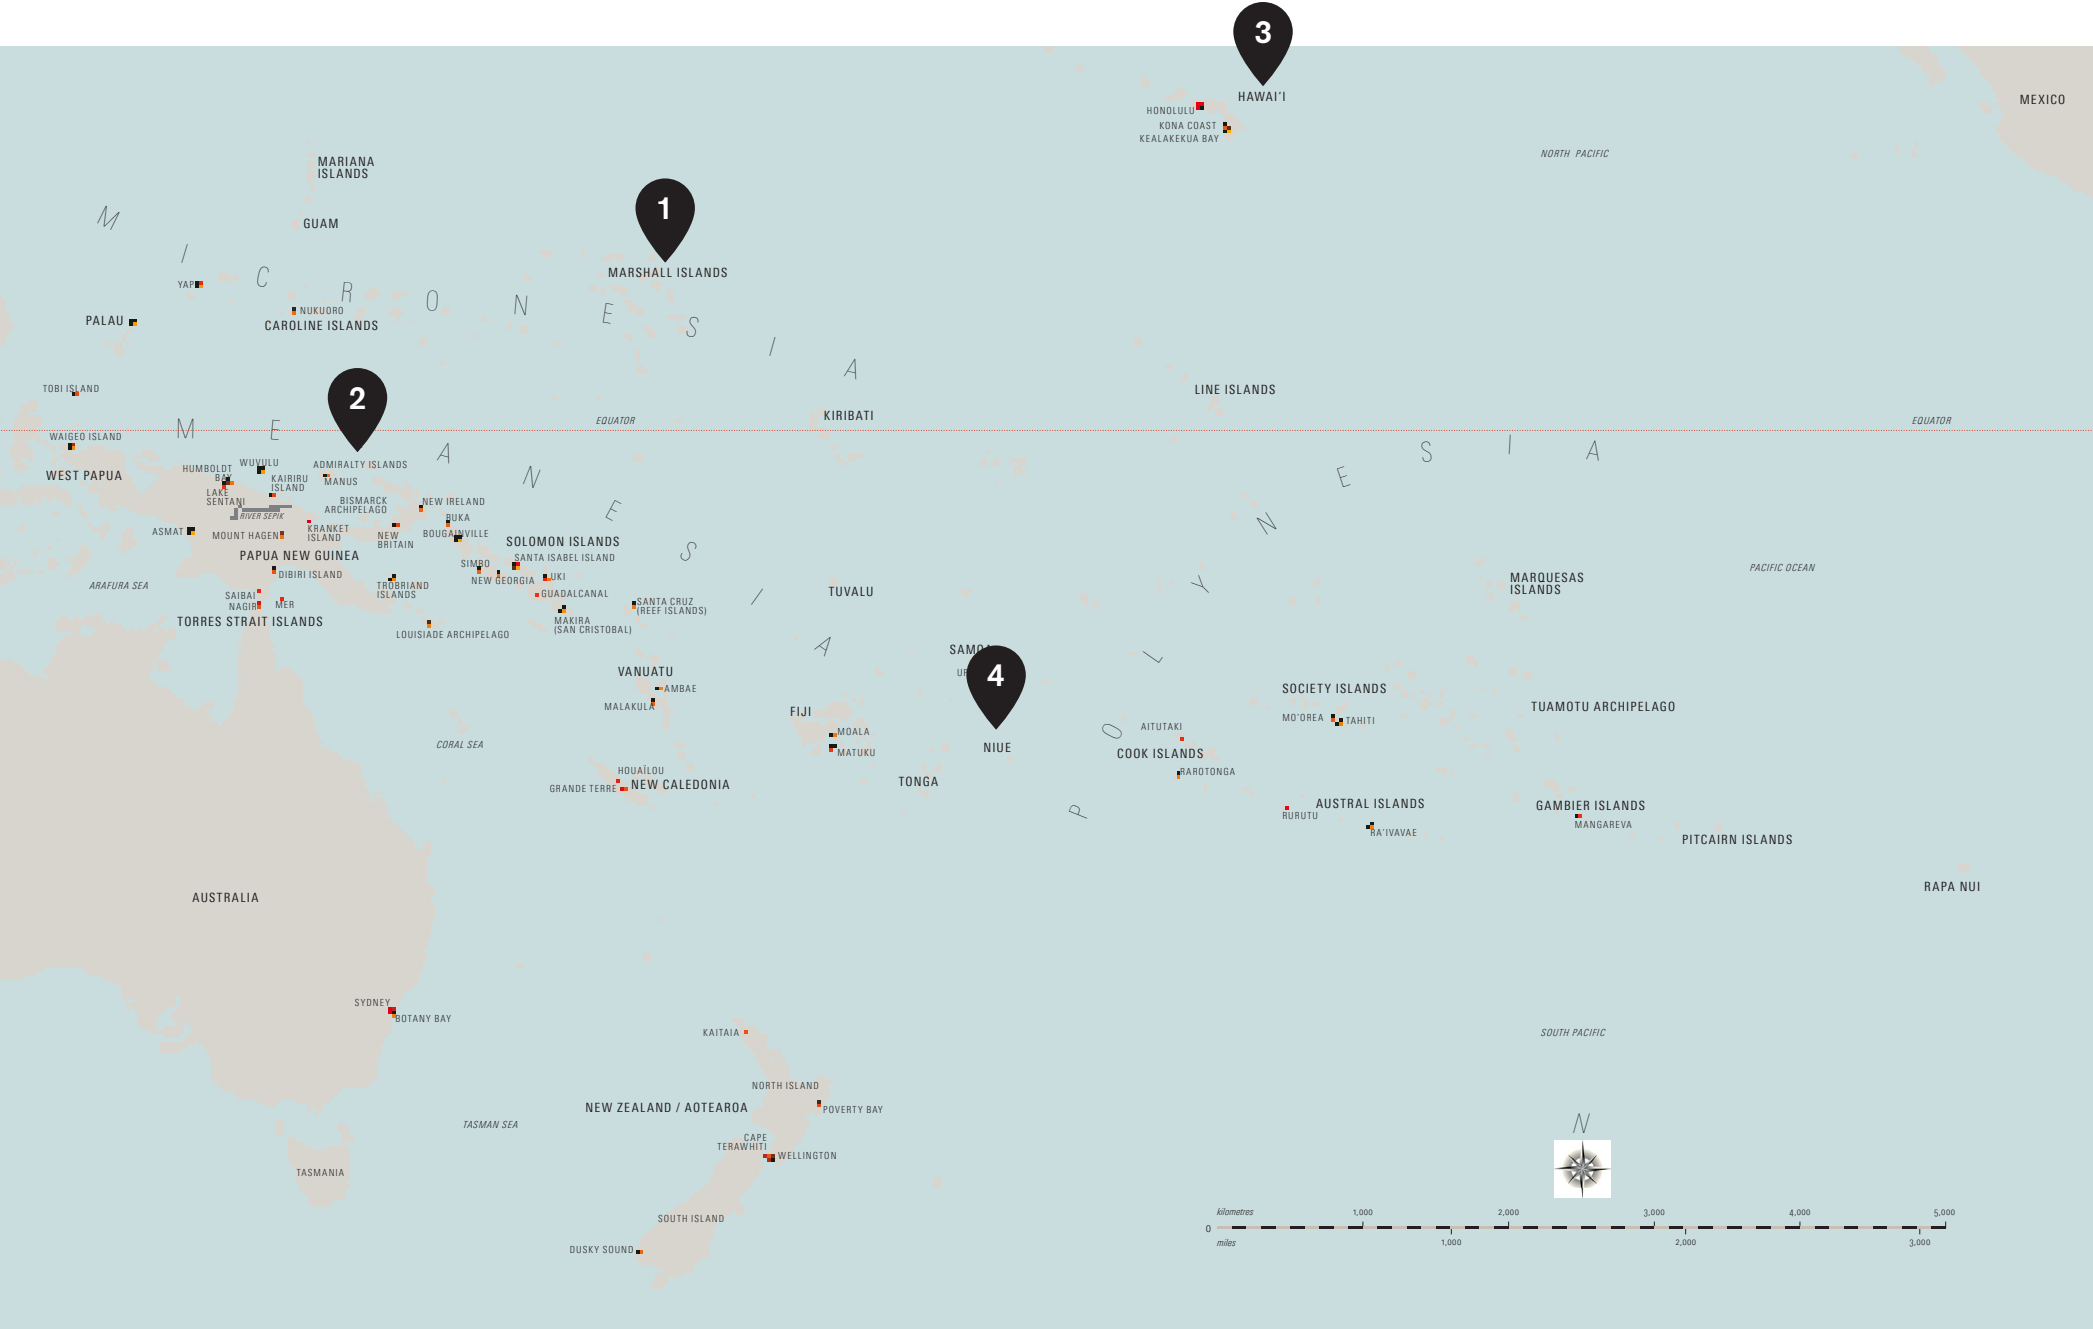 3
HAWAI'I
HONOLULU
KONA COAST
KEALAKEKUA BAY
MEXICO
NORTH PACIFIC
MARIANA
ISLANDS
GUAM
1
MARSHALL ISLANDS
MICRONESIA
YAP
PALAU
NUKUORO
CAROLINE ISLANDS
TOBI ISLAND
2
LINE ISLANDS
KIRIBATI
EQUATOR
EQUATOR
MELANESIA
WAIGEO ISLAND
WEST PAPUA
HUMBOLDT
BAY
WUVULU
LAKE
SENTANI
KAIRIRU
ISLAND
ADMIRALTY ISLANDS
MANUS
BISMARCK
ARCHIPELAGO
NEW IRELAND
BUKA
BOUGAINVILLE
RIVER SEPIK
ASMAT
MOUNT HAGEN
KRANKET
ISLAND
NEW
BRITAIN
PAPUA NEW GUINEA
DIBIRI ISLAND
SOLOMON ISLANDS
SANTA ISABEL ISLAND
SIMBO
NEW GEORGIA
UKI
GUADALCANAL
TROBRIAND
ISLANDS
ARAFURA SEA
SAIBAI
NAGIR
MER
TORRES STRAIT ISLANDS
LOUISIADE ARCHIPELAGO
MAKIRA
(SAN CRISTOBAL)
SANTA CRUZ
(REEF ISLANDS)
TUVALU
POLYNESIA
MARQUESAS
ISLANDS
PACIFIC OCEAN
SAMOA
4
NIUE
VANUATU
AMBAE
MALAKULA
FIJI
MOALA
MATUKU
TONGA
CORAL SEA
HOUAÏLOU
GRANDE TERRE
NEW CALEDONIA
SOCIETY ISLANDS
MO'OREA
TAHITI
AITUTAKI
COOK ISLANDS
RAROTONGA
TUAMOTU ARCHIPELAGO
AUSTRAL ISLANDS
RURUTU
RA'IVAVAE
GAMBIER ISLANDS
MANGAREVA
PITCAIRN ISLANDS
RAPA NUI
AUSTRALIA
SYDNEY
BOTANY BAY
KAITAIA
NORTH ISLAND
NEW ZEALAND / AOTEAROA
POVERTY BAY
CAPE
TERAWHITI
WELLINGTON
TASMAN SEA
TASMANIA
SOUTH ISLAND
DUSKY SOUND
SOUTH PACIFIC
N
kilometres 1,000 2,000 3,000 4,000 5,000
0
miles 1,000 2,000 3,000